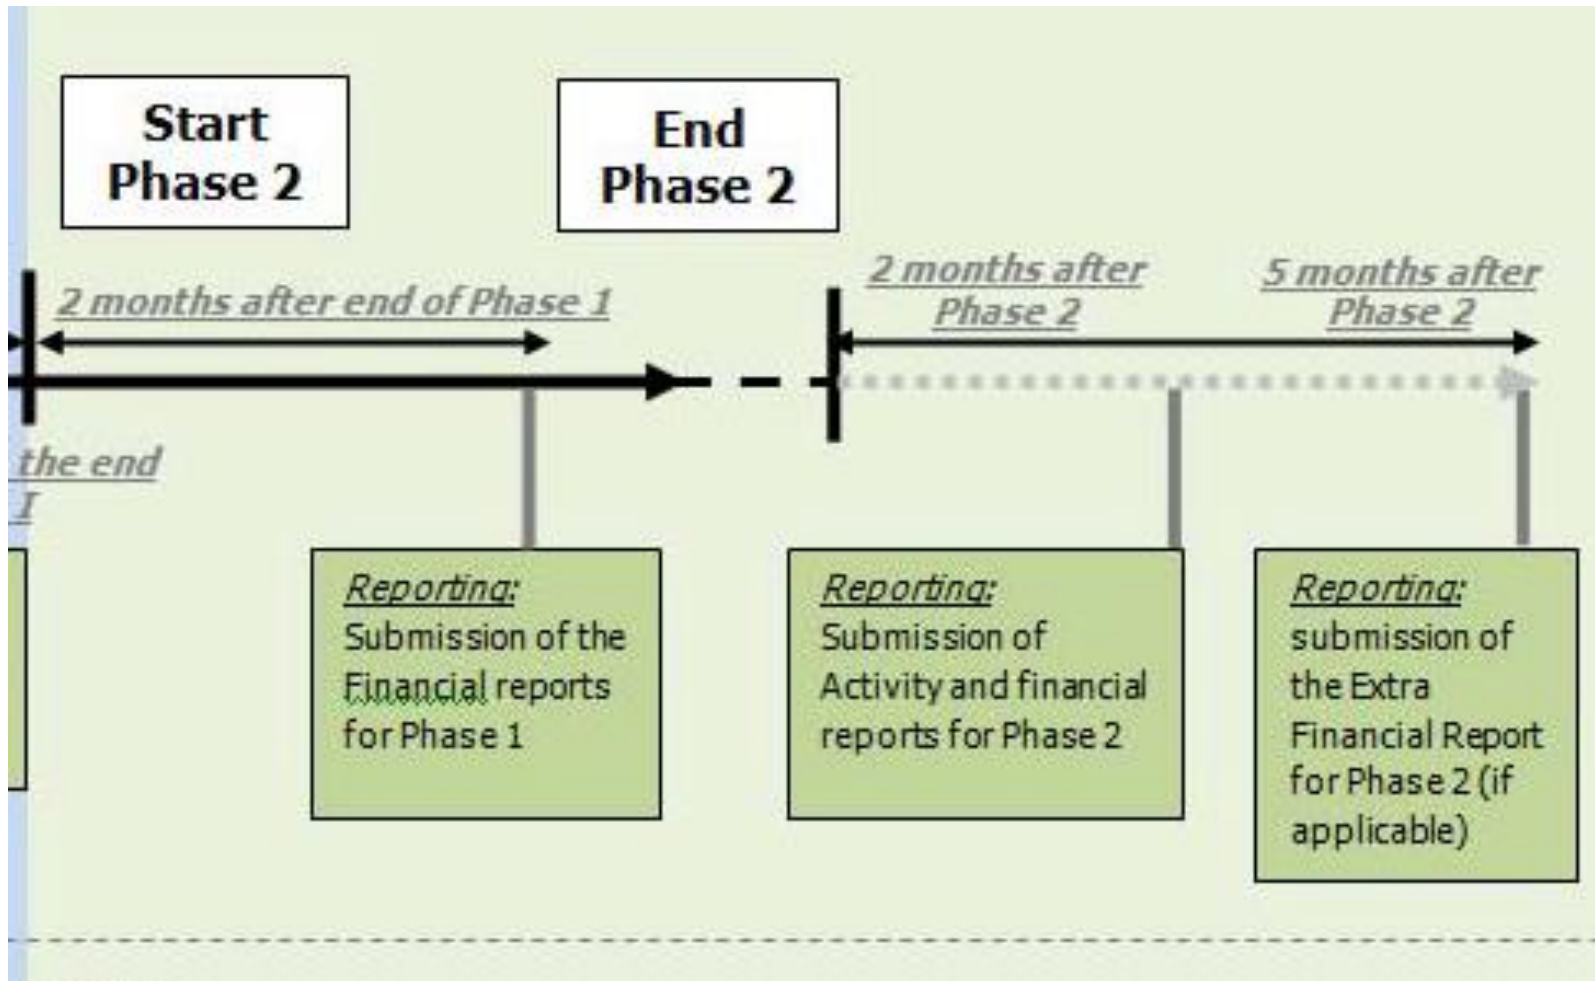 Start
Phase 2
End
Phase 2
2 months after end of Phase 1
2 months after
Phase 2
5 months after
Phase 2
the end
I
Reporting:
Submission of the
Financial reports
for Phase 1
Reporting:
Submission of
Activity and financial
reports for Phase 2
Reporting:
submission of
the Extra
Financial Report
for Phase 2 (if
applicable)